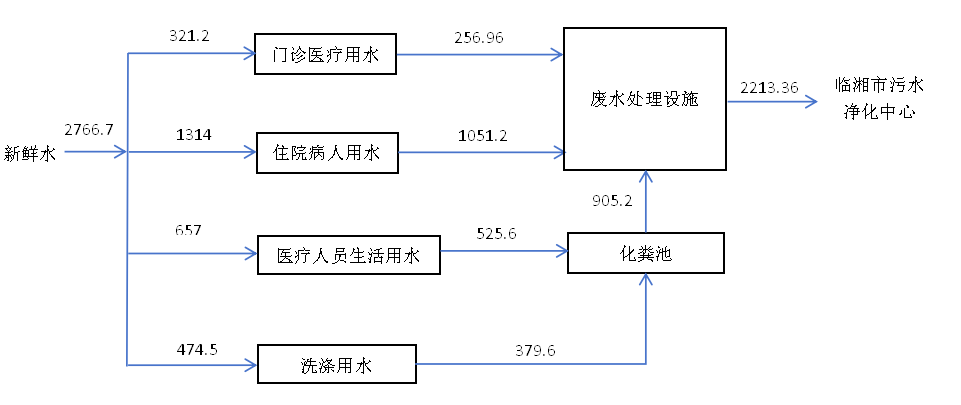 321.2
门诊医疗用水
256.96
废水处理设施
2213.36
临湘市污水
净化中心
2766.7
新鲜水
1314
住院病人用水
1051.2
905.2
657
医疗人员生活用水
525.6
化粪池
474.5
洗涤用水
379.6